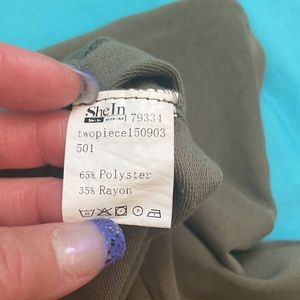 SheIn 79334
twopiece150903
501
65% Polyster
35% Rayon